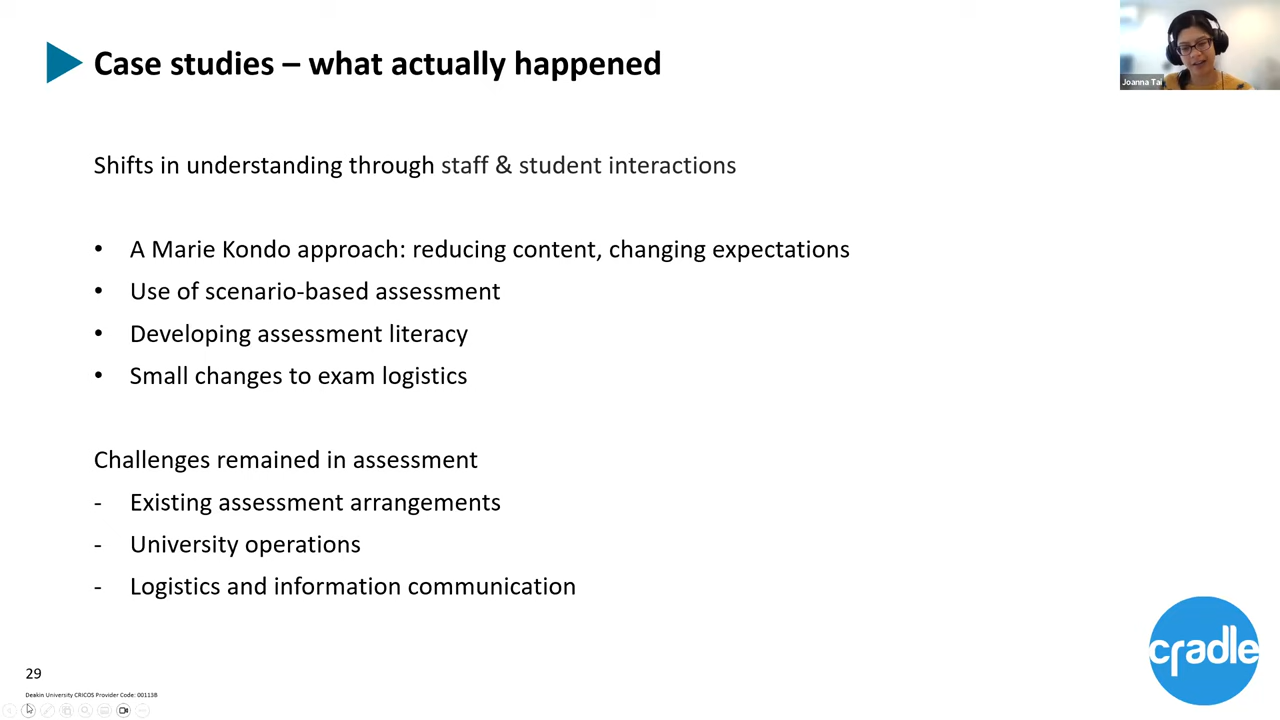 Case studies – what actually happened
Joanna Tai
Shifts in understanding through staff & student interactions
• A Marie Kondo approach: reducing content, changing expectations
• Use of scenario-based assessment
• Developing assessment literacy
• Small changes to exam logistics
Challenges remained in assessment
- Existing assessment arrangements
- University operations
- Logistics and information communication
cradle
29
Deakin University CRICOS Provider Code: 00113B